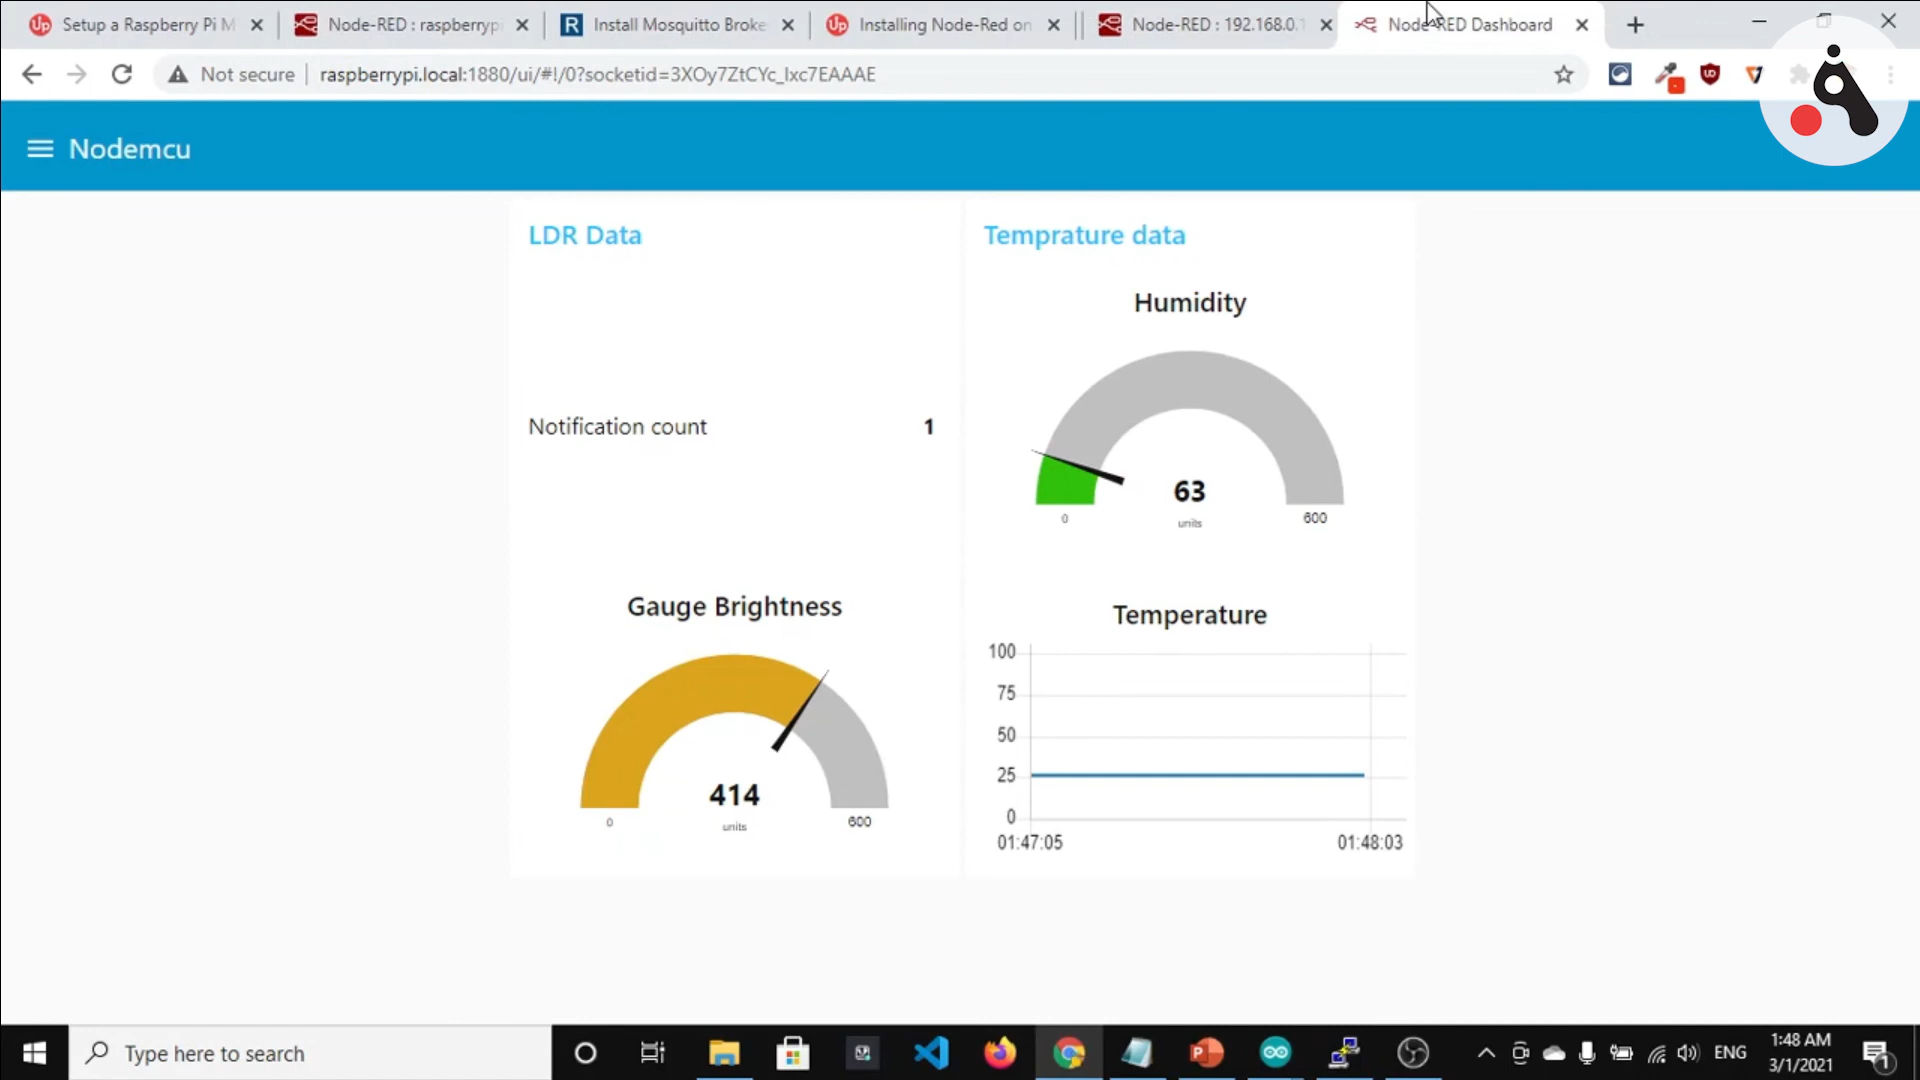 Setup a Raspberry Pi M
Node-RED : raspberryp
Install Mosquitto Broke
Installing Node-Red on
Node-RED : 192.168.0.1
Node-RED Dashboard
Not secure
raspberrypi.local:1880/ui/#!/0?socketid=3XOy7ZtCYc_lxc7EAAAE
Nodemcu
LDR Data
Notification count 1
Gauge Brightness
414
units
0
600
Temprature data
Humidity
63
units
0
600
Temperature
100
75
50
25
0
01:47:05
01:48:03
Type here to search
ENG
1:48 AM
3/1/2021
1